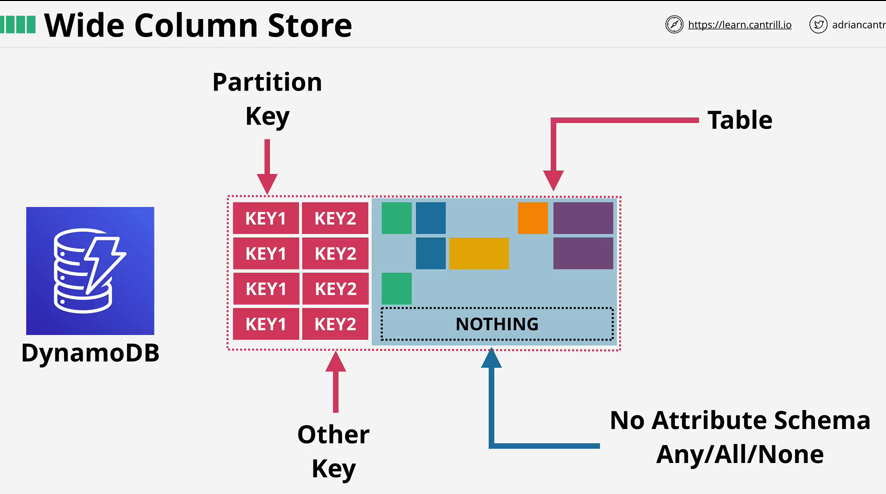 Wide Column Store
https://learn.cantrill.io
adriancantr
Partition
Key
Table
KEY1 KEY2
KEY1 KEY2
KEY1 KEY2
KEY1 KEY2
NOTHING
DynamoDB
Other
Key
No Attribute Schema
Any/All/None